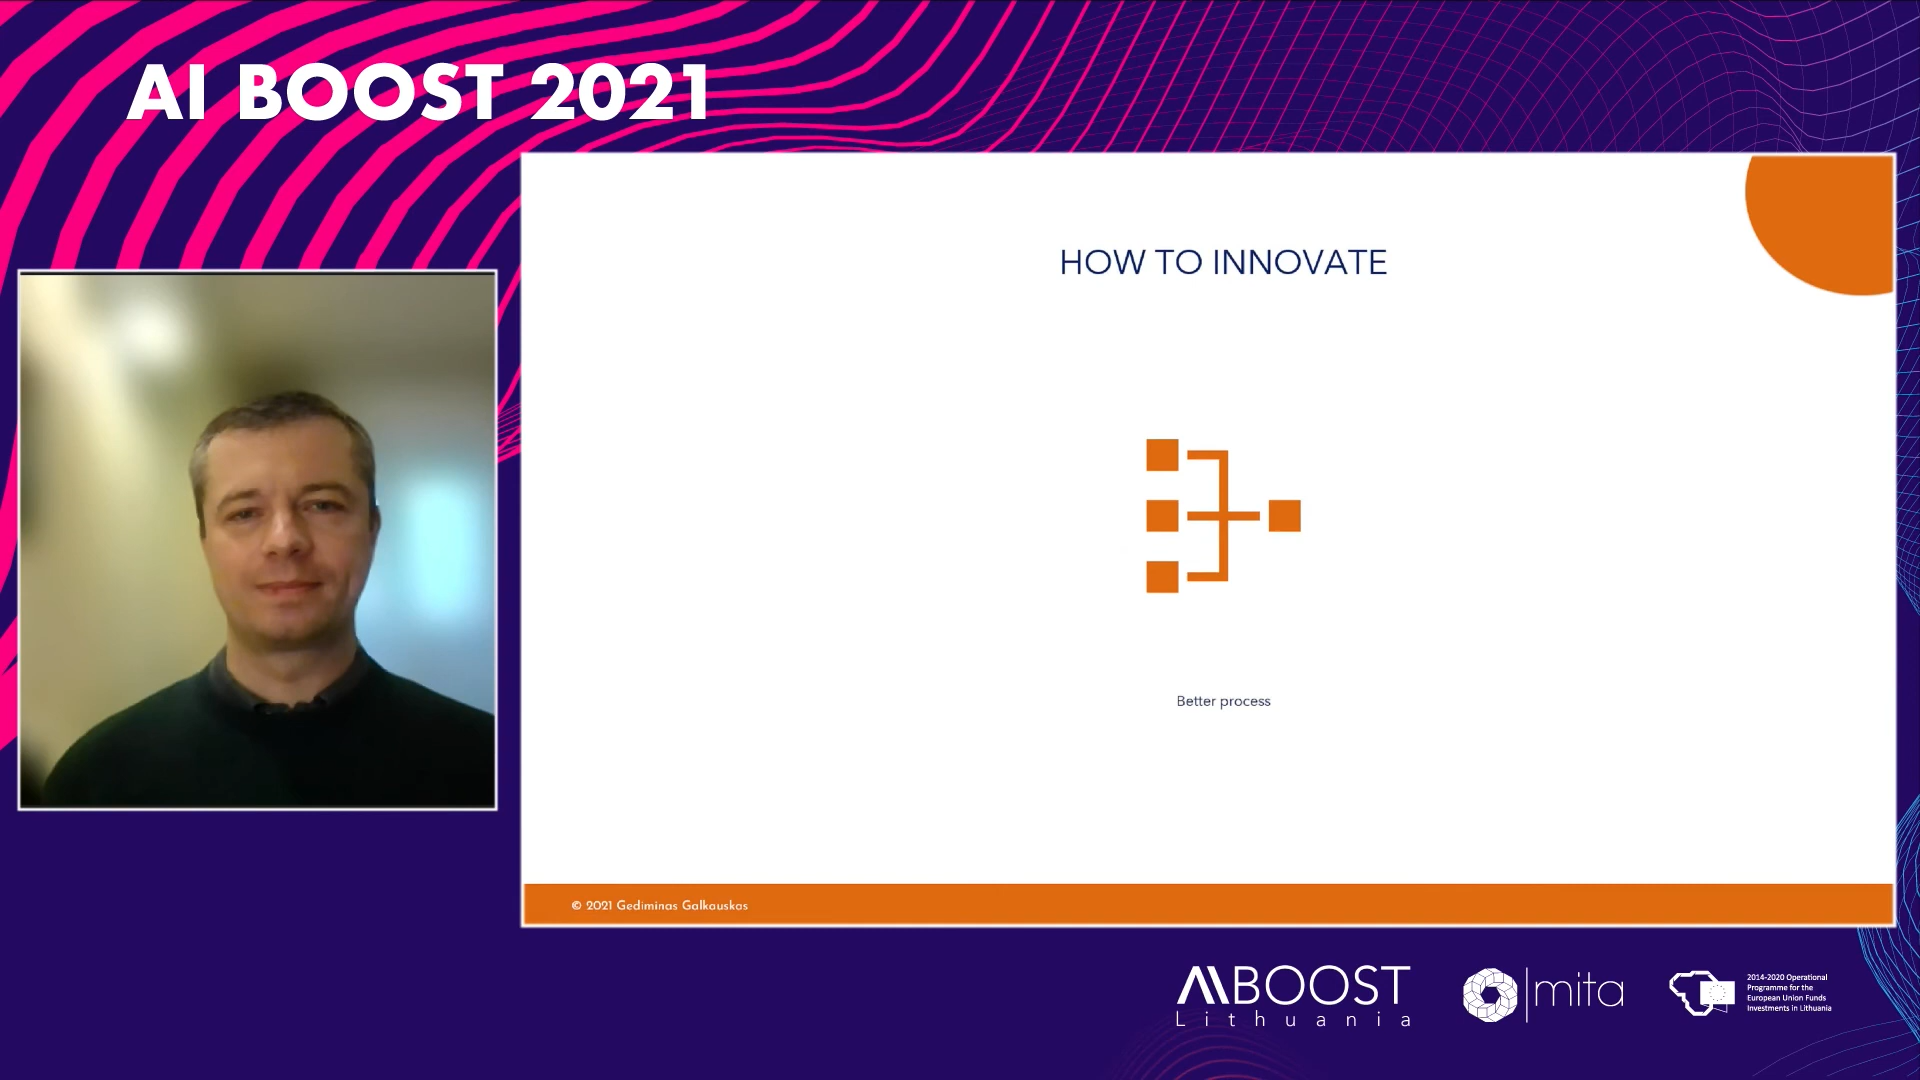 AI BOOST 2021
HOW TO INNOVATE
Better process
© 2021 Gediminas Galkauskas
AIBOOST
Lithuania
mita
2014-2020 Operational
Programme for the
European Union Funds
Investments in Lithuania